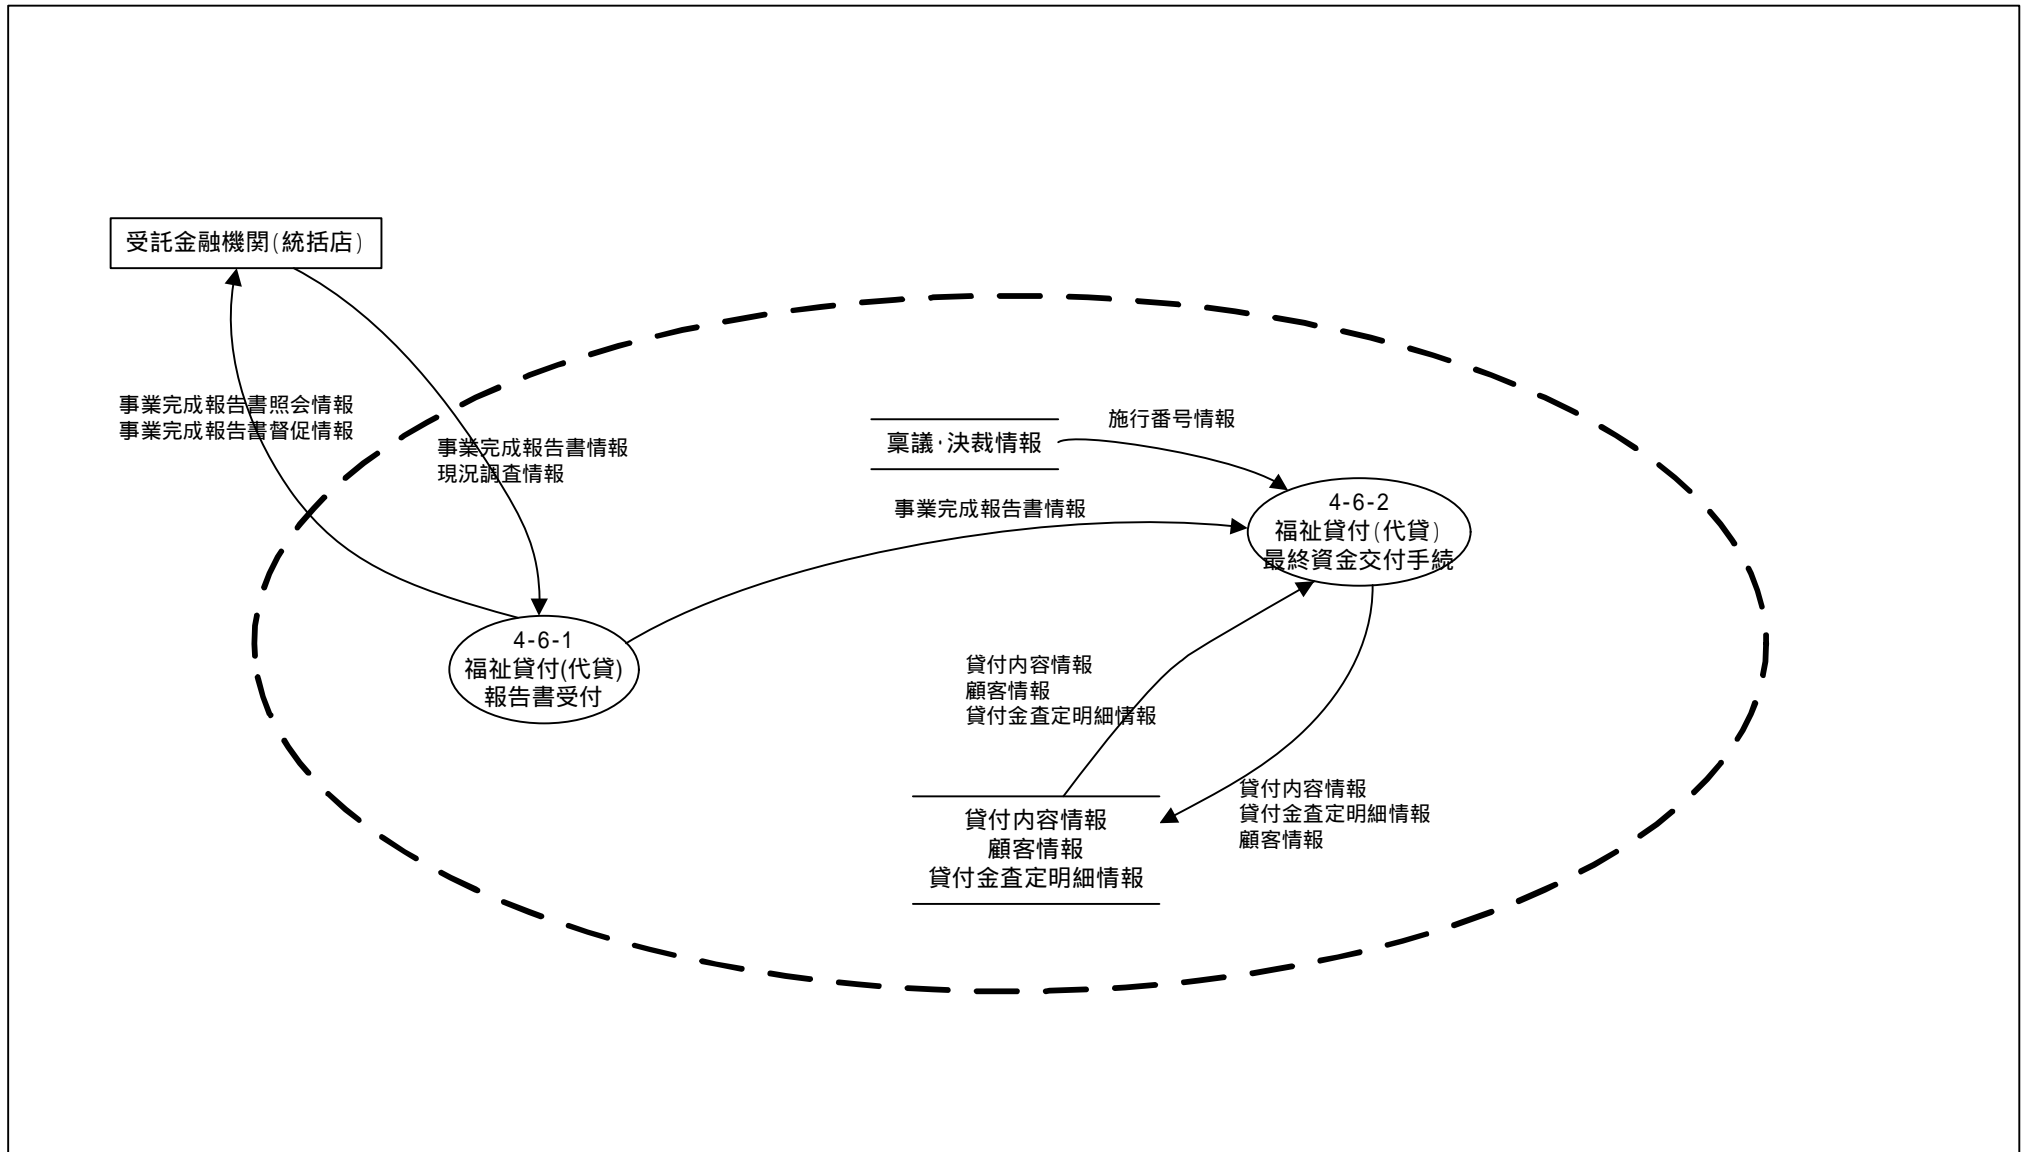 受託金融機関(統括店)
事業完成報告書照会情報
事業完成報告書督促情報
事業完成報告書情報
現況調査情報
稟議・決裁情報
施行番号情報
事業完成報告書情報
4-6-2
福祉貸付(代貸)
最終資金交付手続
4-6-1
福祉貸付(代貸)
報告書受付
貸付内容情報
顧客情報
貸付金査定明細情報
貸付内容情報
貸付金査定明細情報
顧客情報
貸付内容情報
顧客情報
貸付金査定明細情報